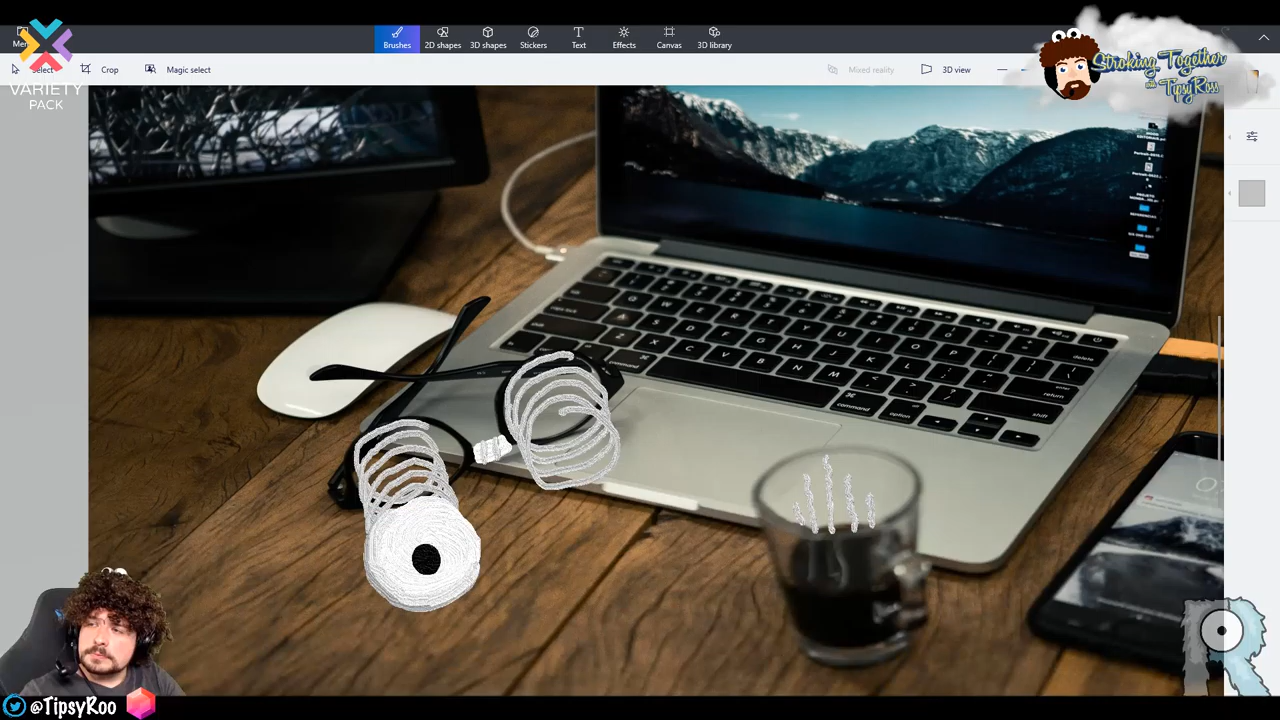 Brushes
2D shapes
3D shapes
Stickers
Text
Effects
Canvas
3D library
Select
Crop
Magic select
Mixed reality
3D view
VARIETY
PACK
Stroking Together
with TipsyRoss
delete
return
shift
command
option
command
@TipsyRoo